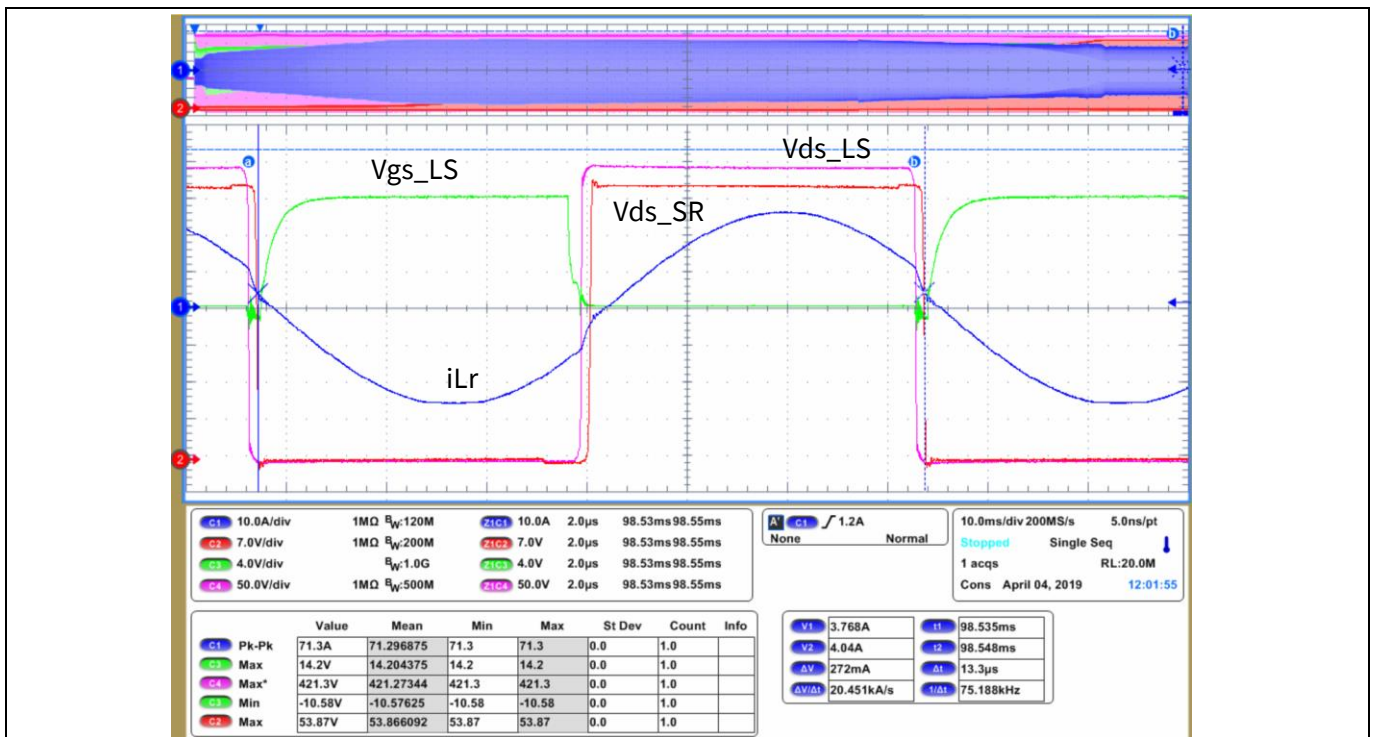 1
b
2
a
Vgs_LS
Vds_LS
b
Vds_SR
1
iLr
2
C1 10.0A/div 1MΩ BW:120M Z1C1 10.0A 2.0µs 98.53ms 98.55ms
C2 7.0V/div 1MΩ BW:200M Z1C2 7.0V 2.0µs 98.53ms 98.55ms
C3 4.0V/div BW:1.0G Z1C3 4.0V 2.0µs 98.53ms 98.55ms
C4 50.0V/div 1MΩ BW:500M Z1C4 50.0V 2.0µs 98.53ms 98.55ms
A' C1 1.2A
None Normal
10.0ms/div 200MS/s 5.0ns/pt
Stopped Single Seq
1 acqs RL:20.0M
Cons April 04, 2019 12:01:55
Value Mean Min Max St Dev Count Info
C1 Pk-Pk 71.3A 71.296875 71.3 71.3 0.0 1.0
C3 Max 14.2V 14.204375 14.2 14.2 0.0 1.0
C4 Max* 421.3V 421.27344 421.3 421.3 0.0 1.0
C3 Min -10.58V -10.57625 -10.58 -10.58 0.0 1.0
C2 Max 53.87V 53.866092 53.87 53.87 0.0 1.0
V1 3.768A t1 98.535ms
V2 4.04A t2 98.548ms
ΔV 272mA Δt 13.3µs
ΔV/Δt 20.451kA/s 1/Δt 75.188kHz